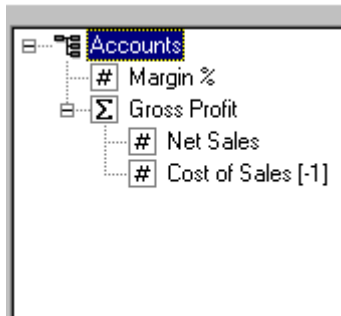 Accounts
# Margin %
Σ Gross Profit
# Net Sales
# Cost of Sales [-1]